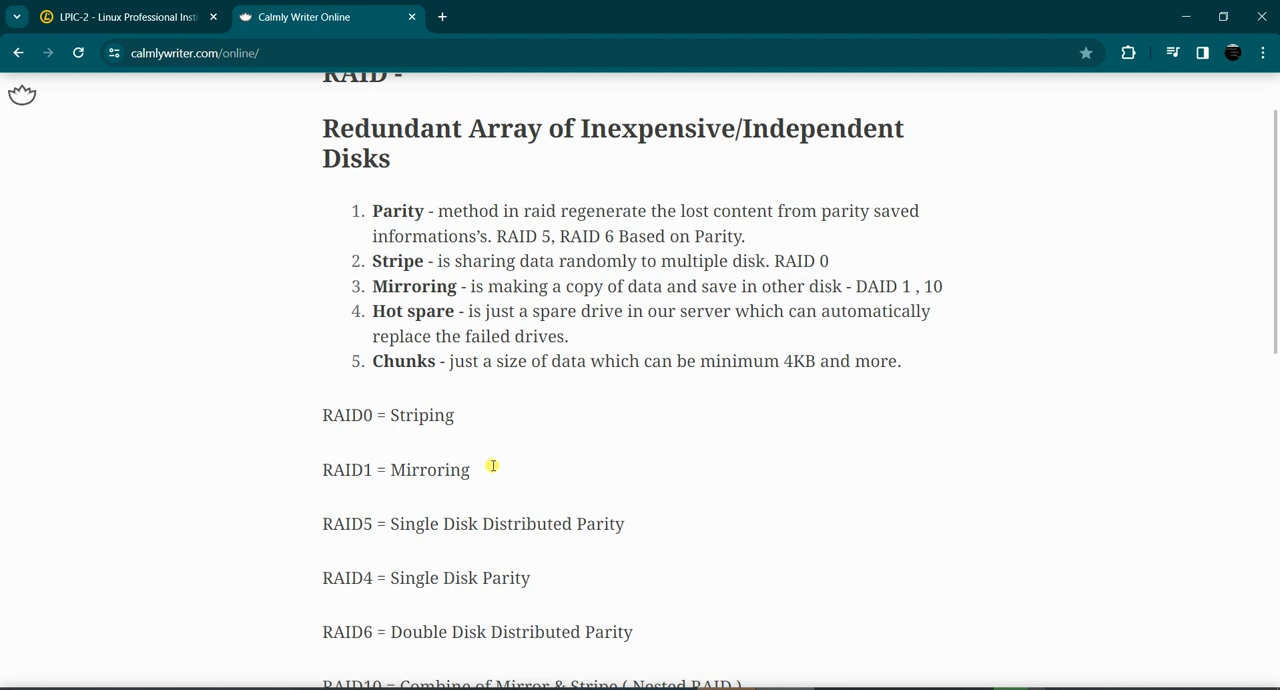 LPIC-2 - Linux Professional Insti
Calmly Writer Online
calmlywriter.com/online/
RAID -
Redundant Array of Inexpensive/Independent
Disks
1. Parity - method in raid regenerate the lost content from parity saved
informations’s. RAID 5, RAID 6 Based on Parity.
2. Stripe - is sharing data randomly to multiple disk. RAID 0
3. Mirroring - is making a copy of data and save in other disk - DAID 1 , 10
4. Hot spare - is just a spare drive in our server which can automatically
replace the failed drives.
5. Chunks - just a size of data which can be minimum 4KB and more.
RAID0 = Striping
RAID1 = Mirroring
RAID5 = Single Disk Distributed Parity
RAID4 = Single Disk Parity
RAID6 = Double Disk Distributed Parity
RAID10 = Combine of Mirror & Stripe ( Nested RAID )